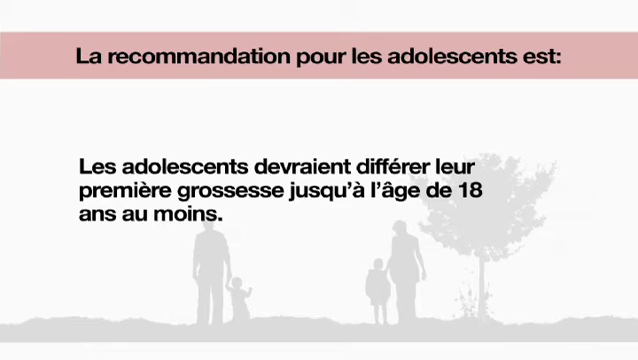 La recommandation pour les adolescents est:
Les adolescents devraient différer leur
première grossesse jusqu’à l’âge de 18
ans au moins.